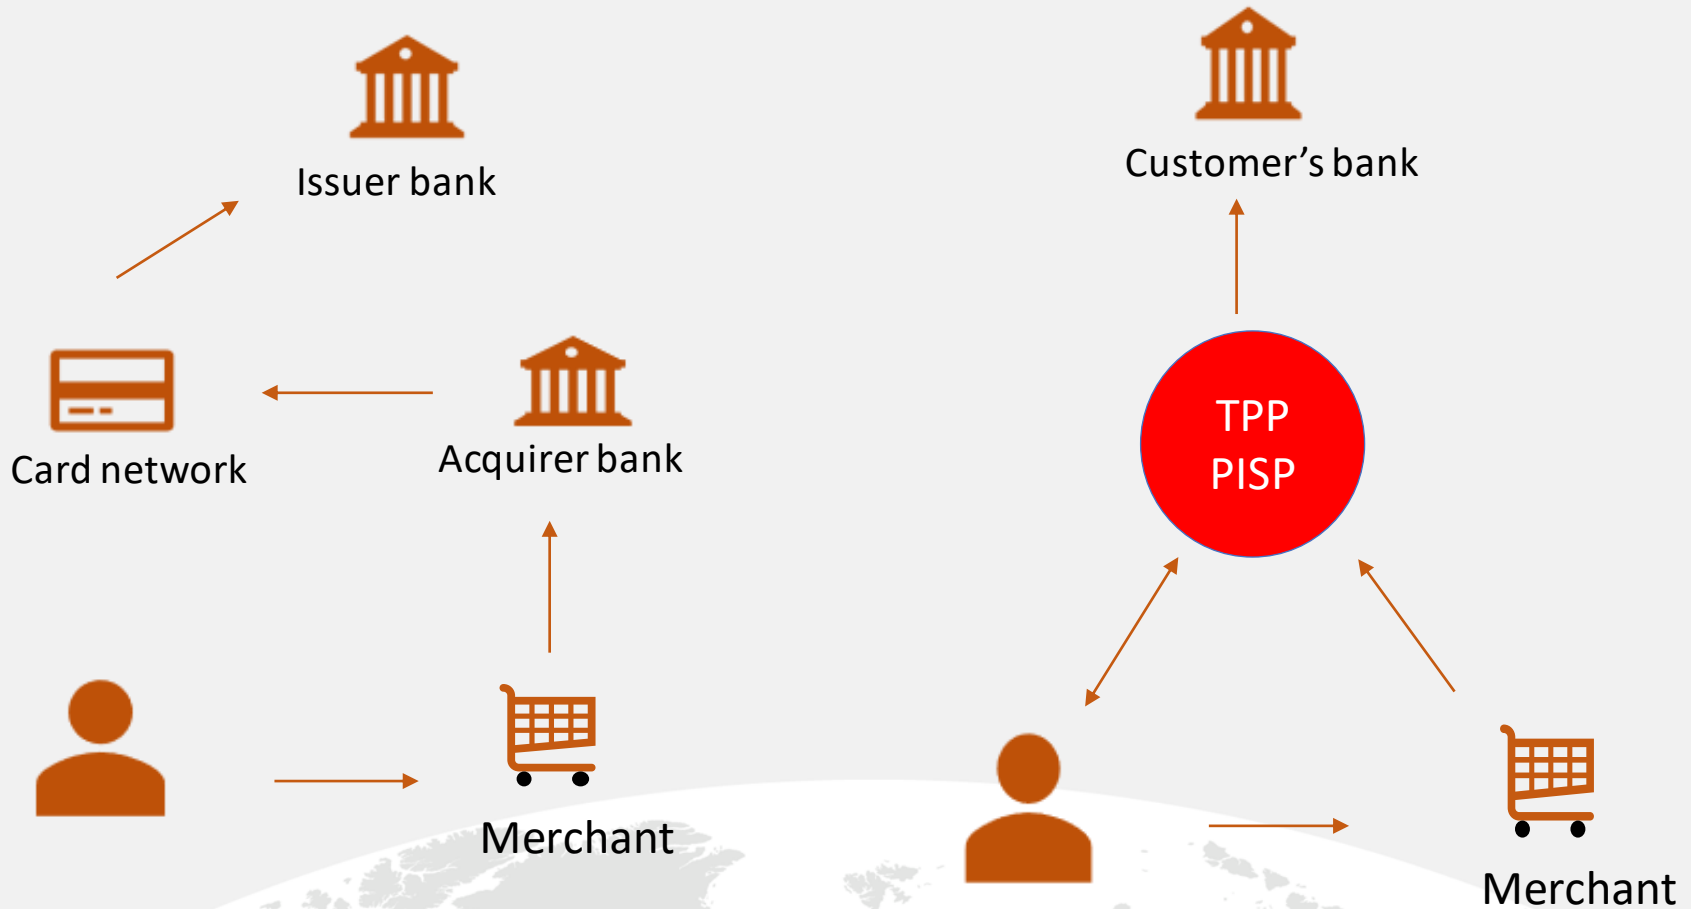 Issuer bank
Card network
Acquirer bank
Merchant
Customer’s bank
TPP
PISP
Merchant